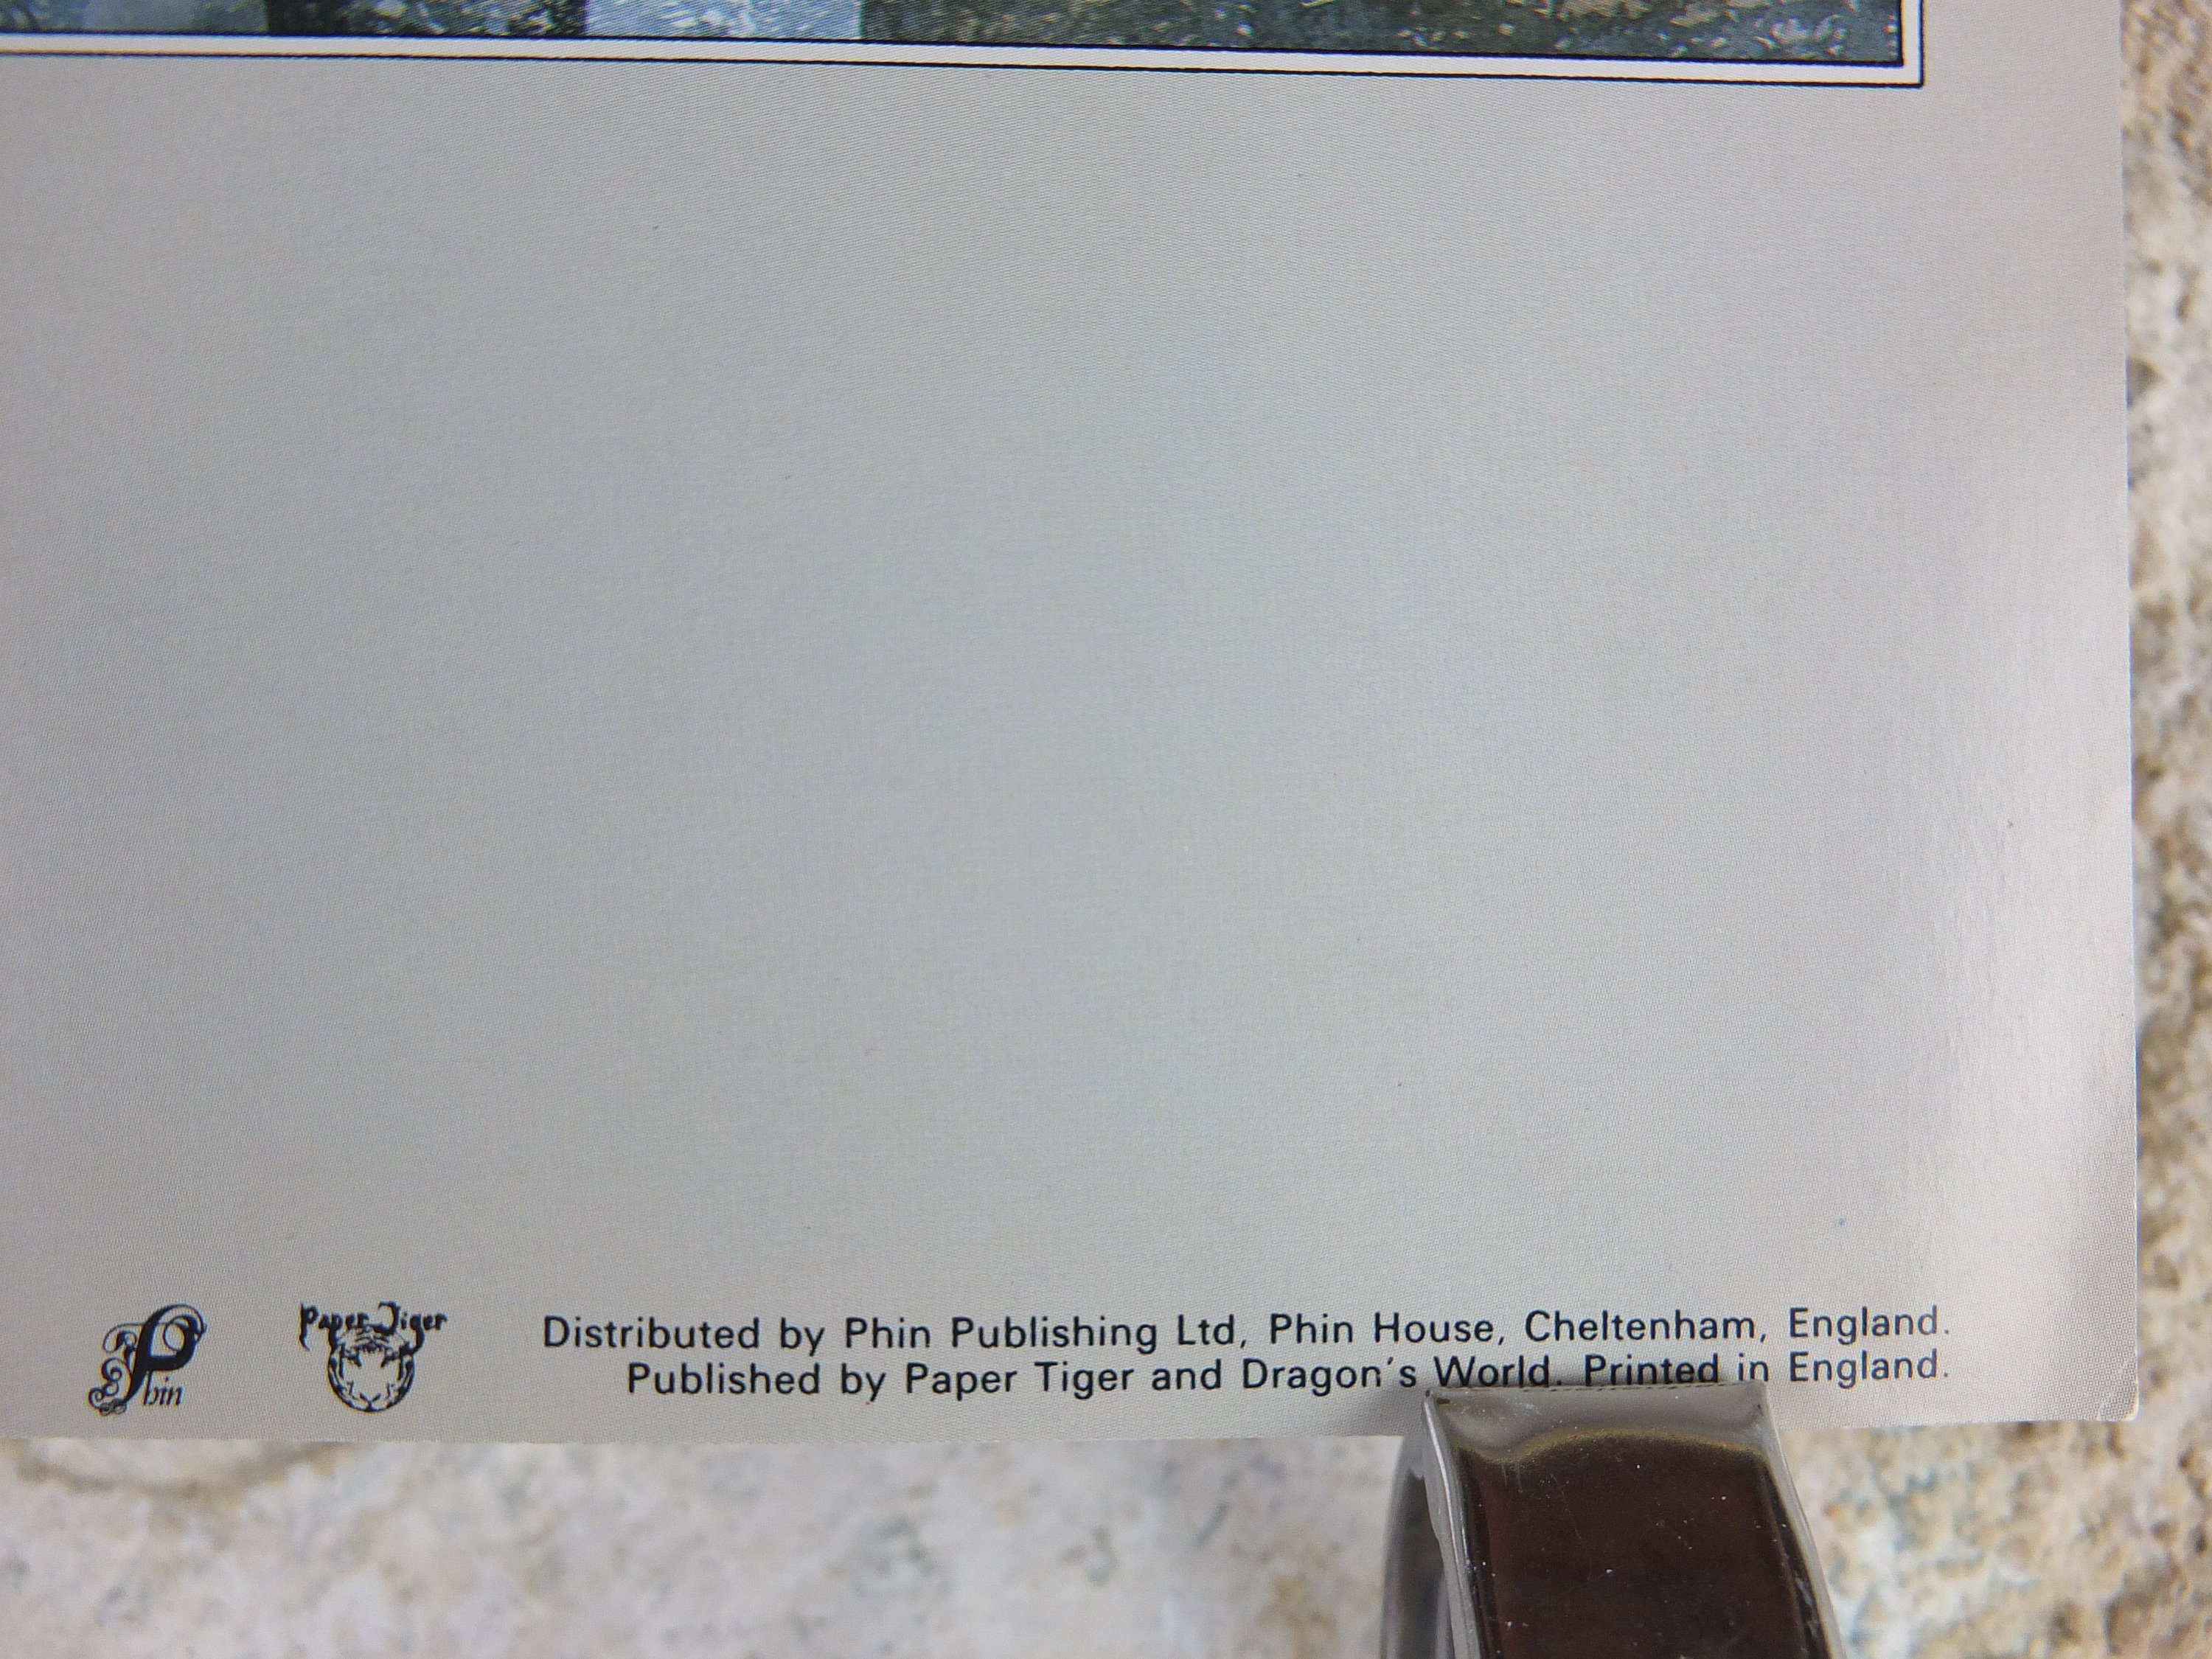 Phin
Paper Tiger
Distributed by Phin Publishing Ltd, Phin House, Cheltenham, England.
Published by Paper Tiger and Dragon's World. Printed in England.